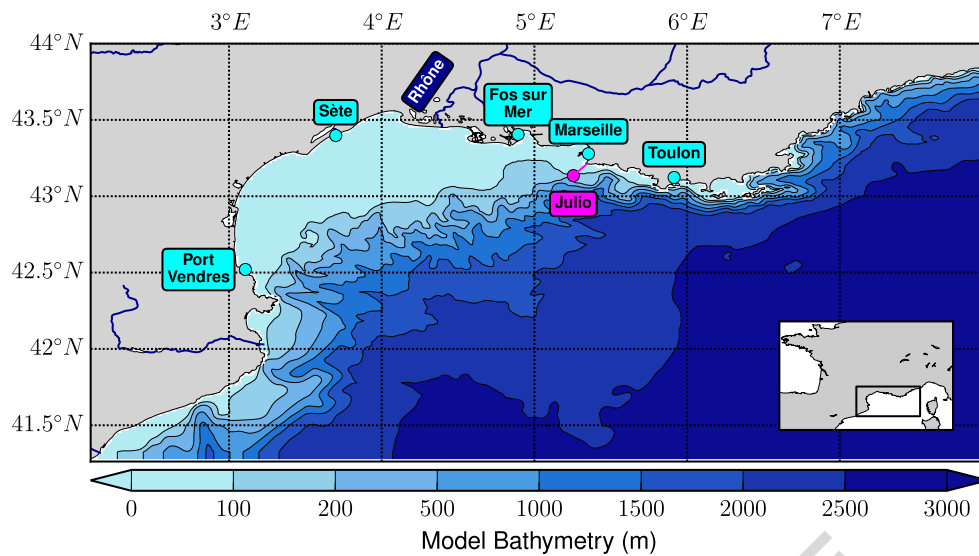 3°E 4°E 5°E 6°E 7°E
44°N
43.5°N
43°N
42.5°N
42°N
41.5°N
Rhône
Sète
Fos sur
Mer
Marseille
Toulon
Julio
Port
Vendres
0 100 200 500 1000 1500 2000 2500 3000
Model Bathymetry (m)